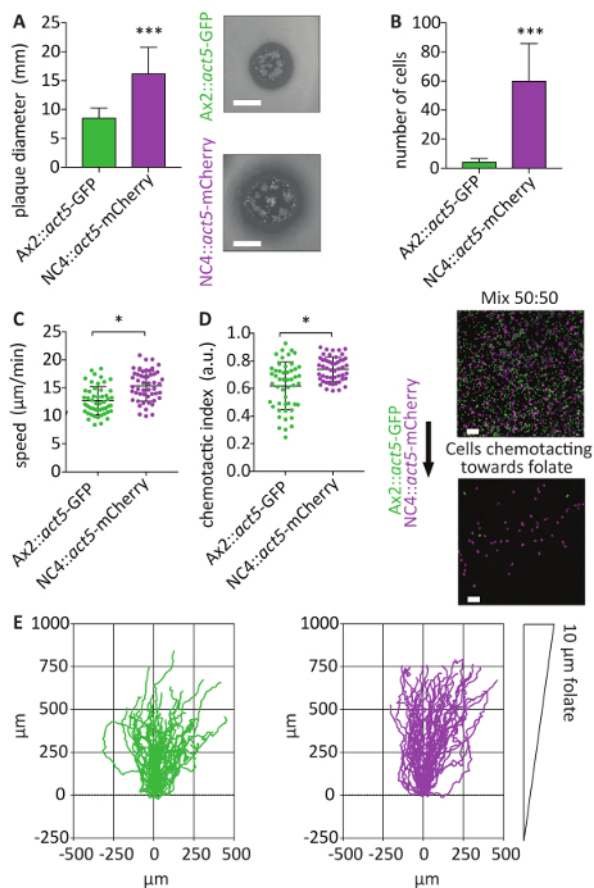 A
plaque diameter (mm)
25
20
15
10
5
0
***
Ax2::act5-GFP
NC4::act5-mCherry
Ax2::act5-GFP
NC4::act5-mCherry
B
number of cells
100
80
60
40
20
0
***
Ax2::act5-GFP
NC4::act5-mCherry
C
speed (µm/min)
25
20
15
10
5
0
*
Ax2::act5-GFP
NC4::act5-mCherry
D
chemotactic index (a.u.)
1.0
0.8
0.6
0.4
0.2
0.0
*
Ax2::act5-GFP
NC4::act5-mCherry
Mix 50:50
Ax2::act5-GFP
NC4::act5-mCherry
Cells chemotacting
towards folate
E
µm
1000
750
500
250
0
-250
-500 -250 0 250 500
µm
µm
1000
750
500
250
0
-250
-500 -250 0 250 500
µm
10 µm folate